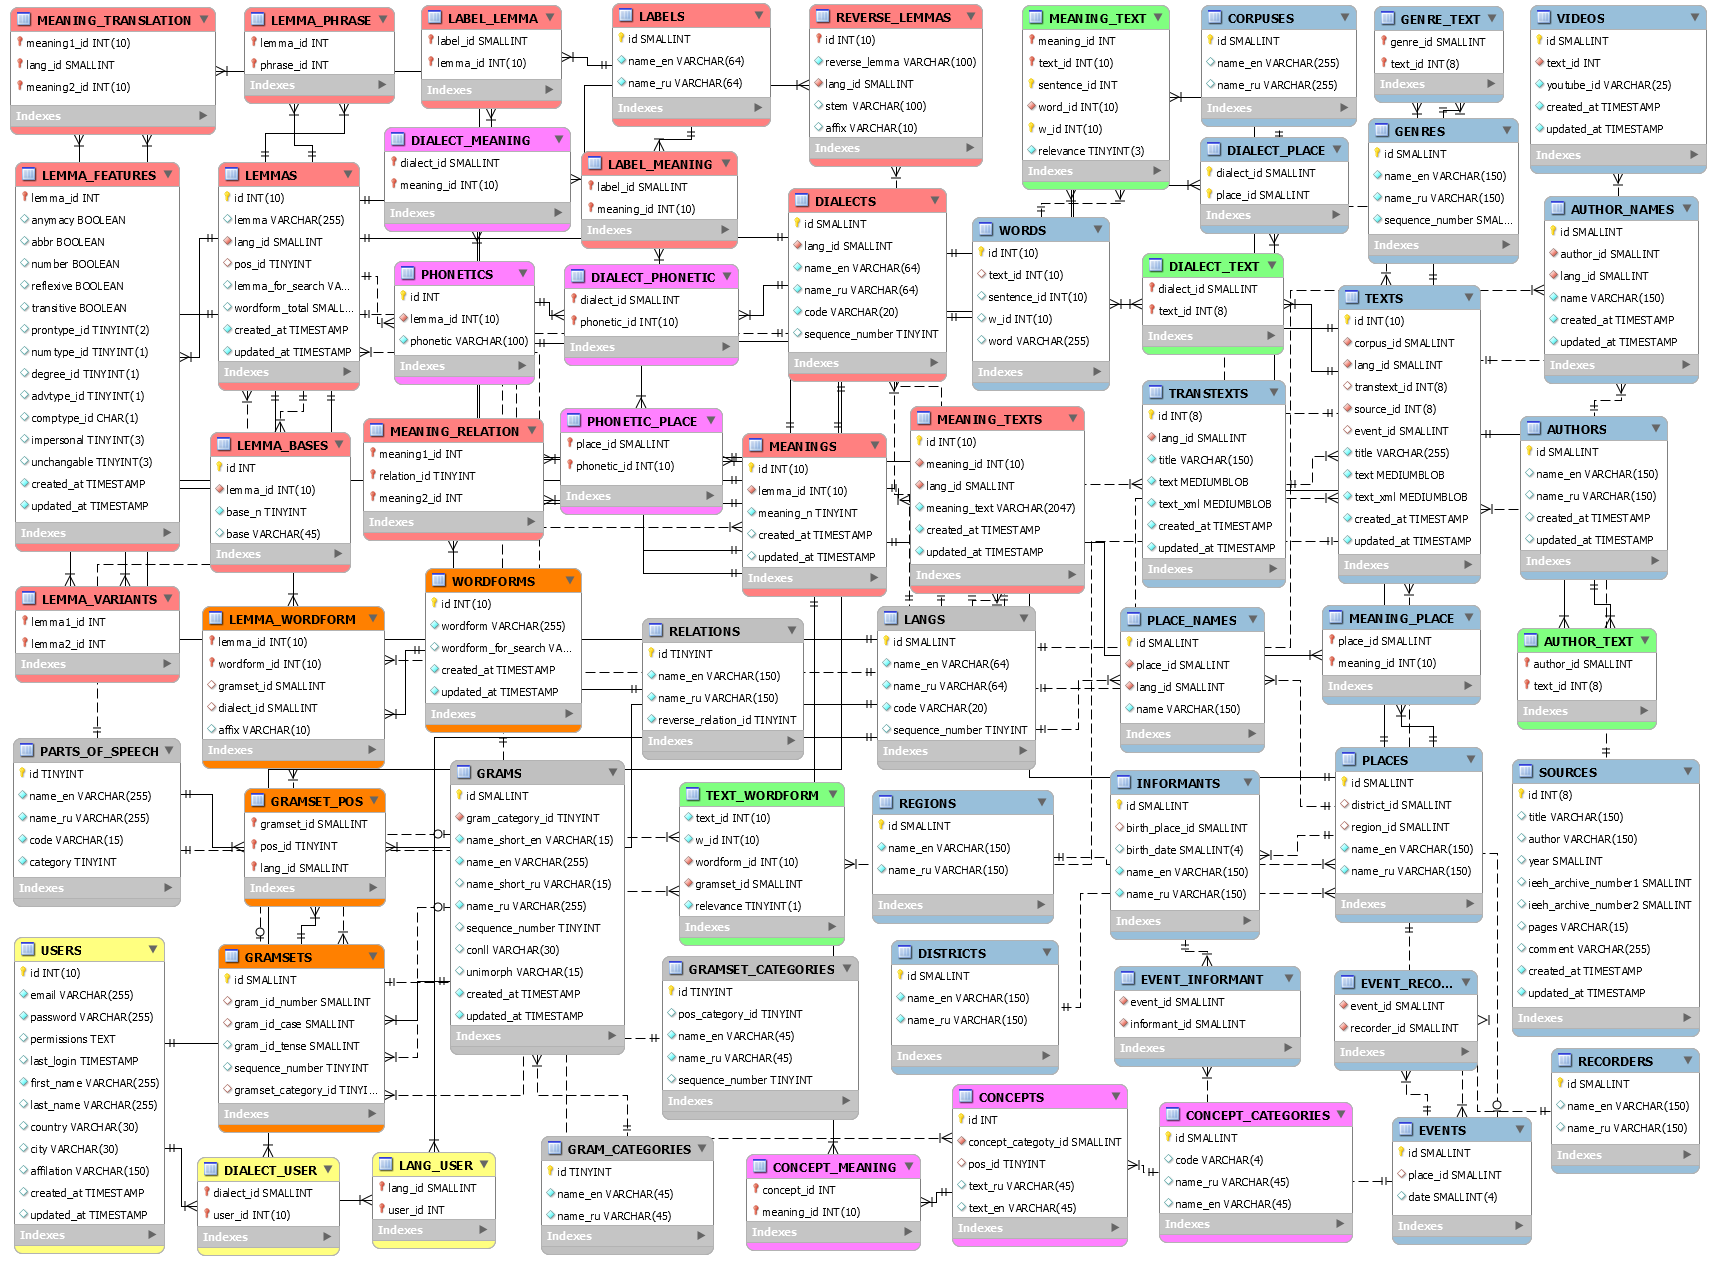 MEANING_TRANSLATION
meaning1_id INT(10)
lang_id SMALLINT
meaning2_id INT(10)
Indexes
LEMMA_PHRASE
lemma_id INT
phrase_id INT
Indexes
LABEL_LEMMA
label_id SMALLINT
lemma_id INT(10)
Indexes
LABELS
id SMALLINT
name_en VARCHAR(64)
name_ru VARCHAR(64)
Indexes
REVERSE_LEMMAS
id INT(10)
reverse_lemma VARCHAR(100)
lang_id SMALLINT
stem VARCHAR(100)
affix VARCHAR(10)
Indexes
MEANING_TEXT
meaning_id INT
text_id INT(10)
sentence_id INT
word_id INT(10)
w_id INT(10)
relevance TINYINT(3)
Indexes
CORPUSES
id SMALLINT
name_en VARCHAR(255)
name_ru VARCHAR(255)
Indexes
GENRE_TEXT
genre_id SMALLINT
text_id INT(8)
Indexes
VIDEOS
id SMALLINT
text_id INT
youtube_id VARCHAR(25)
created_at TIMESTAMP
updated_at TIMESTAMP
Indexes
DIALECT_MEANING
dialect_id SMALLINT
meaning_id INT(10)
Indexes
LABEL_MEANING
label_id SMALLINT
meaning_id INT(10)
Indexes
DIALECT_PLACE
dialect_id SMALLINT
place_id SMALLINT
Indexes
GENRES
id SMALLINT
name_en VARCHAR(150)
name_ru VARCHAR(150)
sequence_number SMAL...
Indexes
LEMMA_FEATURES
lemma_id INT
anymacy BOOLEAN
abbr BOOLEAN
number BOOLEAN
reflexive BOOLEAN
transitive BOOLEAN
prontype_id TINYINT(2)
numtype_id TINYINT(1)
degree_id TINYINT(1)
advtype_id TINYINT(1)
comptype_id CHAR(1)
impersonal TINYINT(3)
unchangable TINYINT(3)
created_at TIMESTAMP
updated_at TIMESTAMP
Indexes
LEMMAS
id INT(10)
lemma VARCHAR(255)
lang_id SMALLINT
pos_id TINYINT
lemma_for_search VA...
wordform_total SMALL...
created_at TIMESTAMP
updated_at TIMESTAMP
Indexes
PHONETICS
id INT
lemma_id INT(10)
phonetic VARCHAR(100)
Indexes
DIALECT_PHONETIC
dialect_id SMALLINT
phonetic_id INT(10)
Indexes
DIALECTS
id SMALLINT
lang_id SMALLINT
name_en VARCHAR(64)
name_ru VARCHAR(64)
code VARCHAR(20)
sequence_number TINYINT
Indexes
WORDS
id INT(10)
text_id INT(10)
sentence_id INT(10)
w_id INT(10)
word VARCHAR(255)
Indexes
DIALECT_TEXT
dialect_id SMALLINT
text_id INT(8)
Indexes
TEXTS
id INT(10)
corpus_id SMALLINT
lang_id SMALLINT
transtext_id INT(8)
source_id INT(8)
event_id SMALLINT
title VARCHAR(255)
text MEDIUMBLOB
text_xml MEDIUMBLOB
created_at TIMESTAMP
updated_at TIMESTAMP
Indexes
AUTHOR_NAMES
id SMALLINT
author_id SMALLINT
lang_id SMALLINT
name VARCHAR(150)
created_at TIMESTAMP
updated_at TIMESTAMP
Indexes
LEMMA_BASES
id INT
lemma_id INT(10)
base_n TINYINT
base VARCHAR(45)
Indexes
MEANING_RELATION
meaning1_id INT
relation_id TINYINT
meaning2_id INT
Indexes
PHONETIC_PLACE
place_id SMALLINT
phonetic_id INT(10)
Indexes
MEANINGS
id INT(10)
lemma_id INT(10)
meaning_n TINYINT
created_at TIMESTAMP
updated_at TIMESTAMP
Indexes
MEANING_TEXTS
id INT(10)
meaning_id INT(10)
lang_id SMALLINT
meaning_text VARCHAR(2047)
created_at TIMESTAMP
updated_at TIMESTAMP
Indexes
TRANSTEXTS
id INT(8)
lang_id SMALLINT
title VARCHAR(150)
text MEDIUMBLOB
text_xml MEDIUMBLOB
created_at TIMESTAMP
updated_at TIMESTAMP
Indexes
AUTHORS
id SMALLINT
name_en VARCHAR(150)
name_ru VARCHAR(150)
created_at TIMESTAMP
updated_at TIMESTAMP
Indexes
LEMMA_VARIANTS
lemma1_id INT
lemma2_id INT
Indexes
LEMMA_WORDFORM
lemma_id INT(10)
wordform_id INT(10)
gramset_id SMALLINT
dialect_id SMALLINT
affix VARCHAR(10)
Indexes
WORDFORMS
id INT(10)
wordform VARCHAR(255)
wordform_for_search VA...
created_at TIMESTAMP
updated_at TIMESTAMP
Indexes
RELATIONS
id TINYINT
name_en VARCHAR(150)
name_ru VARCHAR(150)
reverse_relation_id TINYINT
Indexes
LANGS
id SMALLINT
name_en VARCHAR(64)
name_ru VARCHAR(64)
code VARCHAR(20)
sequence_number TINYINT
Indexes
PLACE_NAMES
id SMALLINT
place_id SMALLINT
lang_id SMALLINT
name VARCHAR(150)
Indexes
MEANING_PLACE
place_id SMALLINT
meaning_id INT(10)
Indexes
AUTHOR_TEXT
author_id SMALLINT
text_id INT(8)
Indexes
PARTS_OF_SPEECH
id TINYINT
name_en VARCHAR(255)
name_ru VARCHAR(255)
code VARCHAR(15)
category TINYINT
Indexes
GRAMSET_POS
gramset_id SMALLINT
pos_id TINYINT
lang_id SMALLINT
Indexes
GRAMS
id SMALLINT
gram_category_id TINYINT
name_short_en VARCHAR(15)
name_en VARCHAR(255)
name_short_ru VARCHAR(15)
name_ru VARCHAR(255)
sequence_number TINYINT
conll VARCHAR(30)
unimorph VARCHAR(15)
created_at TIMESTAMP
updated_at TIMESTAMP
Indexes
TEXT_WORDFORM
text_id INT(10)
w_id INT(10)
wordform_id INT(10)
gramset_id SMALLINT
relevance TINYINT(1)
Indexes
REGIONS
id SMALLINT
name_en VARCHAR(150)
name_ru VARCHAR(150)
Indexes
INFORMANTS
id SMALLINT
birth_place_id SMALLINT
birth_date SMALLINT(4)
name_en VARCHAR(150)
name_ru VARCHAR(150)
Indexes
PLACES
id SMALLINT
district_id SMALLINT
region_id SMALLINT
name_en VARCHAR(150)
name_ru VARCHAR(150)
Indexes
SOURCES
id INT(8)
title VARCHAR(150)
author VARCHAR(150)
year SMALLINT
ieeh_archive_number1 SMALLINT
ieeh_archive_number2 SMALLINT
pages VARCHAR(15)
comment VARCHAR(255)
created_at TIMESTAMP
updated_at TIMESTAMP
Indexes
USERS
id INT(10)
email VARCHAR(255)
password VARCHAR(255)
permissions TEXT
last_login TIMESTAMP
first_name VARCHAR(255)
last_name VARCHAR(255)
country VARCHAR(30)
city VARCHAR(30)
affilation VARCHAR(150)
created_at TIMESTAMP
updated_at TIMESTAMP
Indexes
GRAMSETS
id SMALLINT
gram_id_number SMALLINT
gram_id_case SMALLINT
gram_id_tense SMALLINT
sequence_number TINYINT
gramset_category_id TINYI...
Indexes
GRAMSET_CATEGORIES
id TINYINT
pos_category_id TINYINT
name_en VARCHAR(45)
name_ru VARCHAR(45)
sequence_number TINYINT
Indexes
DISTRICTS
id SMALLINT
name_en VARCHAR(150)
name_ru VARCHAR(150)
Indexes
EVENT_INFORMANT
event_id SMALLINT
informant_id SMALLINT
Indexes
EVENT_RECO...
event_id SMALLINT
recorder_id SMALLINT
Indexes
RECORDERS
id SMALLINT
name_en VARCHAR(150)
name_ru VARCHAR(150)
Indexes
DIALECT_USER
dialect_id SMALLINT
user_id INT(10)
Indexes
LANG_USER
lang_id SMALLINT
user_id INT
Indexes
GRAM_CATEGORIES
id TINYINT
name_en VARCHAR(45)
name_ru VARCHAR(45)
Indexes
CONCEPT_MEANING
concept_id INT
meaning_id INT(10)
Indexes
CONCEPTS
id INT
concept_categoty_id SMALLINT
pos_id TINYINT
text_ru VARCHAR(45)
text_en VARCHAR(45)
Indexes
CONCEPT_CATEGORIES
id SMALLINT
code VARCHAR(4)
name_ru VARCHAR(45)
name_en VARCHAR(45)
Indexes
EVENTS
id SMALLINT
place_id SMALLINT
date SMALLINT(4)
Indexes